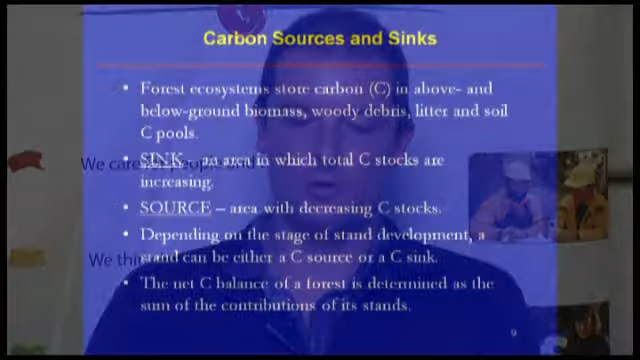 Carbon Sources and Sinks
• Forest ecosystems store carbon (C) in above- and
below-ground biomass, woody debris, litter and soil
C pools.
• SINK – an area in which total C stocks are
increasing.
• SOURCE – area with decreasing C stocks.
• Depending on the stage of stand development, a
stand can be either a C source or a C sink.
• The net C balance of a forest is determined as the
sum of the contributions of its stands.
We care
people
We thin
9